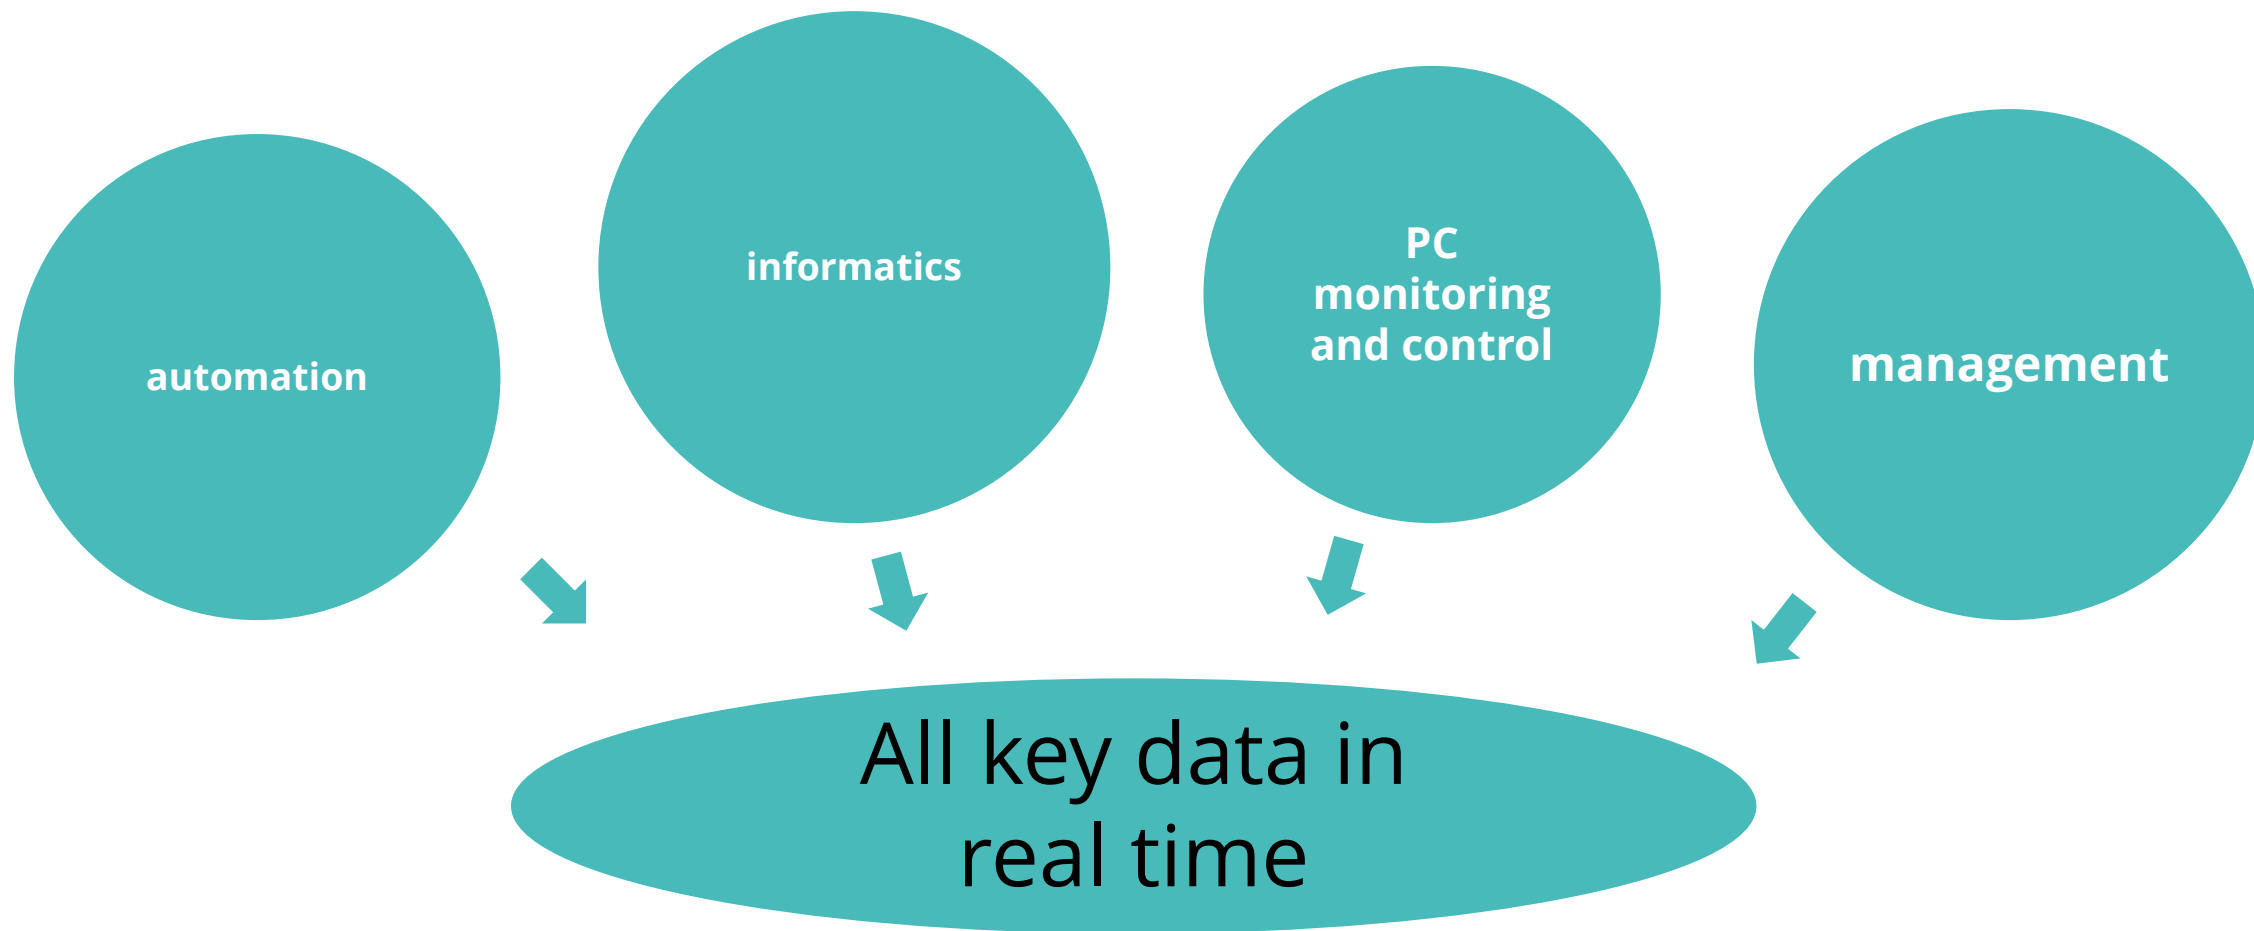 automation
informatics
PC
monitoring
and control
management
All key data in
real time